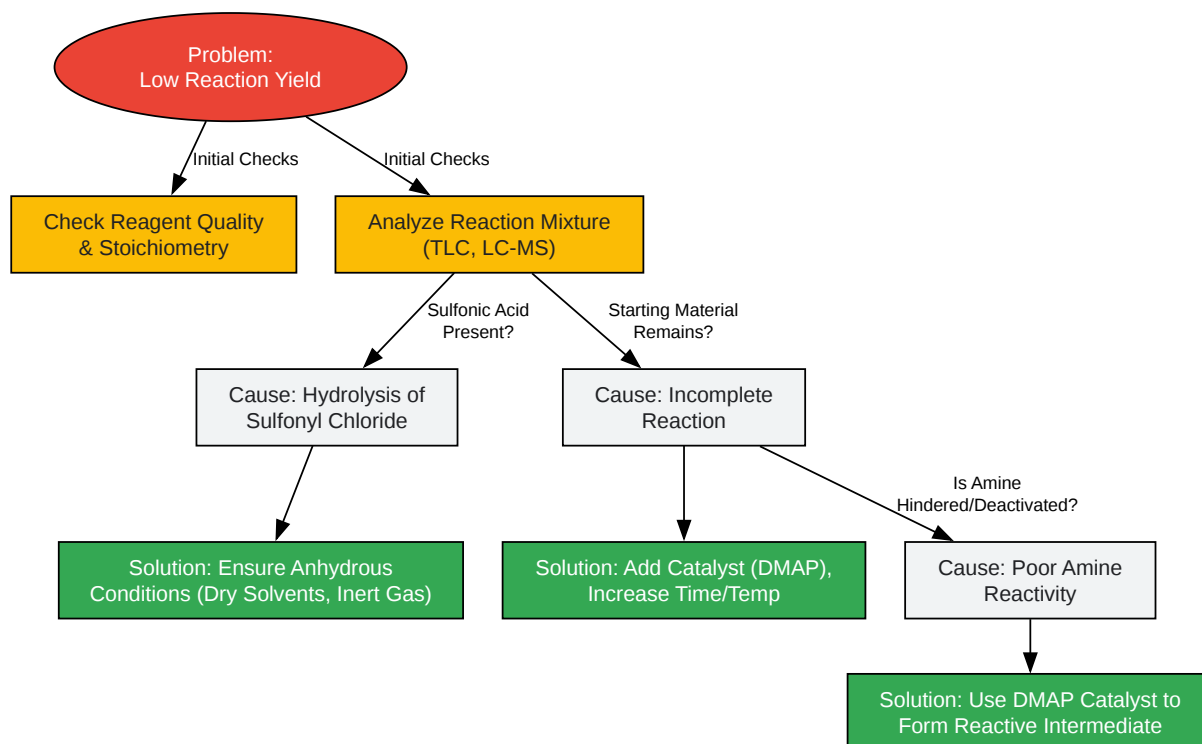 Problem:
Low Reaction Yield
Initial Checks
Initial Checks
Check Reagent Quality
& Stoichiometry
Analyze Reaction Mixture
(TLC, LC-MS)
Sulfonic Acid
Present?
Starting Material
Remains?
Cause: Hydrolysis of
Sulfonyl Chloride
Cause: Incomplete
Reaction
Is Amine
Hindered/Deactivated?
Solution: Ensure Anhydrous
Conditions (Dry Solvents, Inert Gas)
Solution: Add Catalyst (DMAP),
Increase Time/Temp
Cause: Poor Amine
Reactivity
Solution: Use DMAP Catalyst to
Form Reactive Intermediate